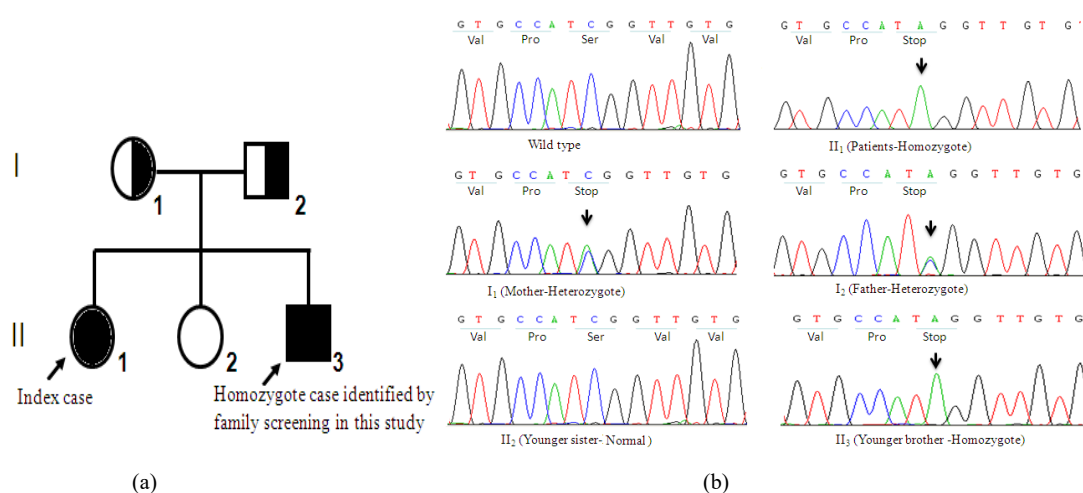 I
1
2
II
1
2
3
Index case
Homozygote case identified by
family screening in this study
(a)
G T G C C A T C G G T T G T G
Val Pro Ser Val Val
Wild type
G T G C C A T A G G T T G T G
Val Pro Stop
II1 (Patients-Homozygote)
G T G C C A T C G G T T G T G
Val Pro Stop
I1 (Mother-Heterozygote)
G T G C C A T A G G T T G T G
Val Pro Stop
I2 (Father-Heterozygote)
G T G C C A T C G G T T G T G
Val Pro Ser Val Val
II2 (Younger sister- Normal )
G T G C C A T A G G T T G T G
Val Pro Stop
II3 (Younger brother -Homozygote)
(b)